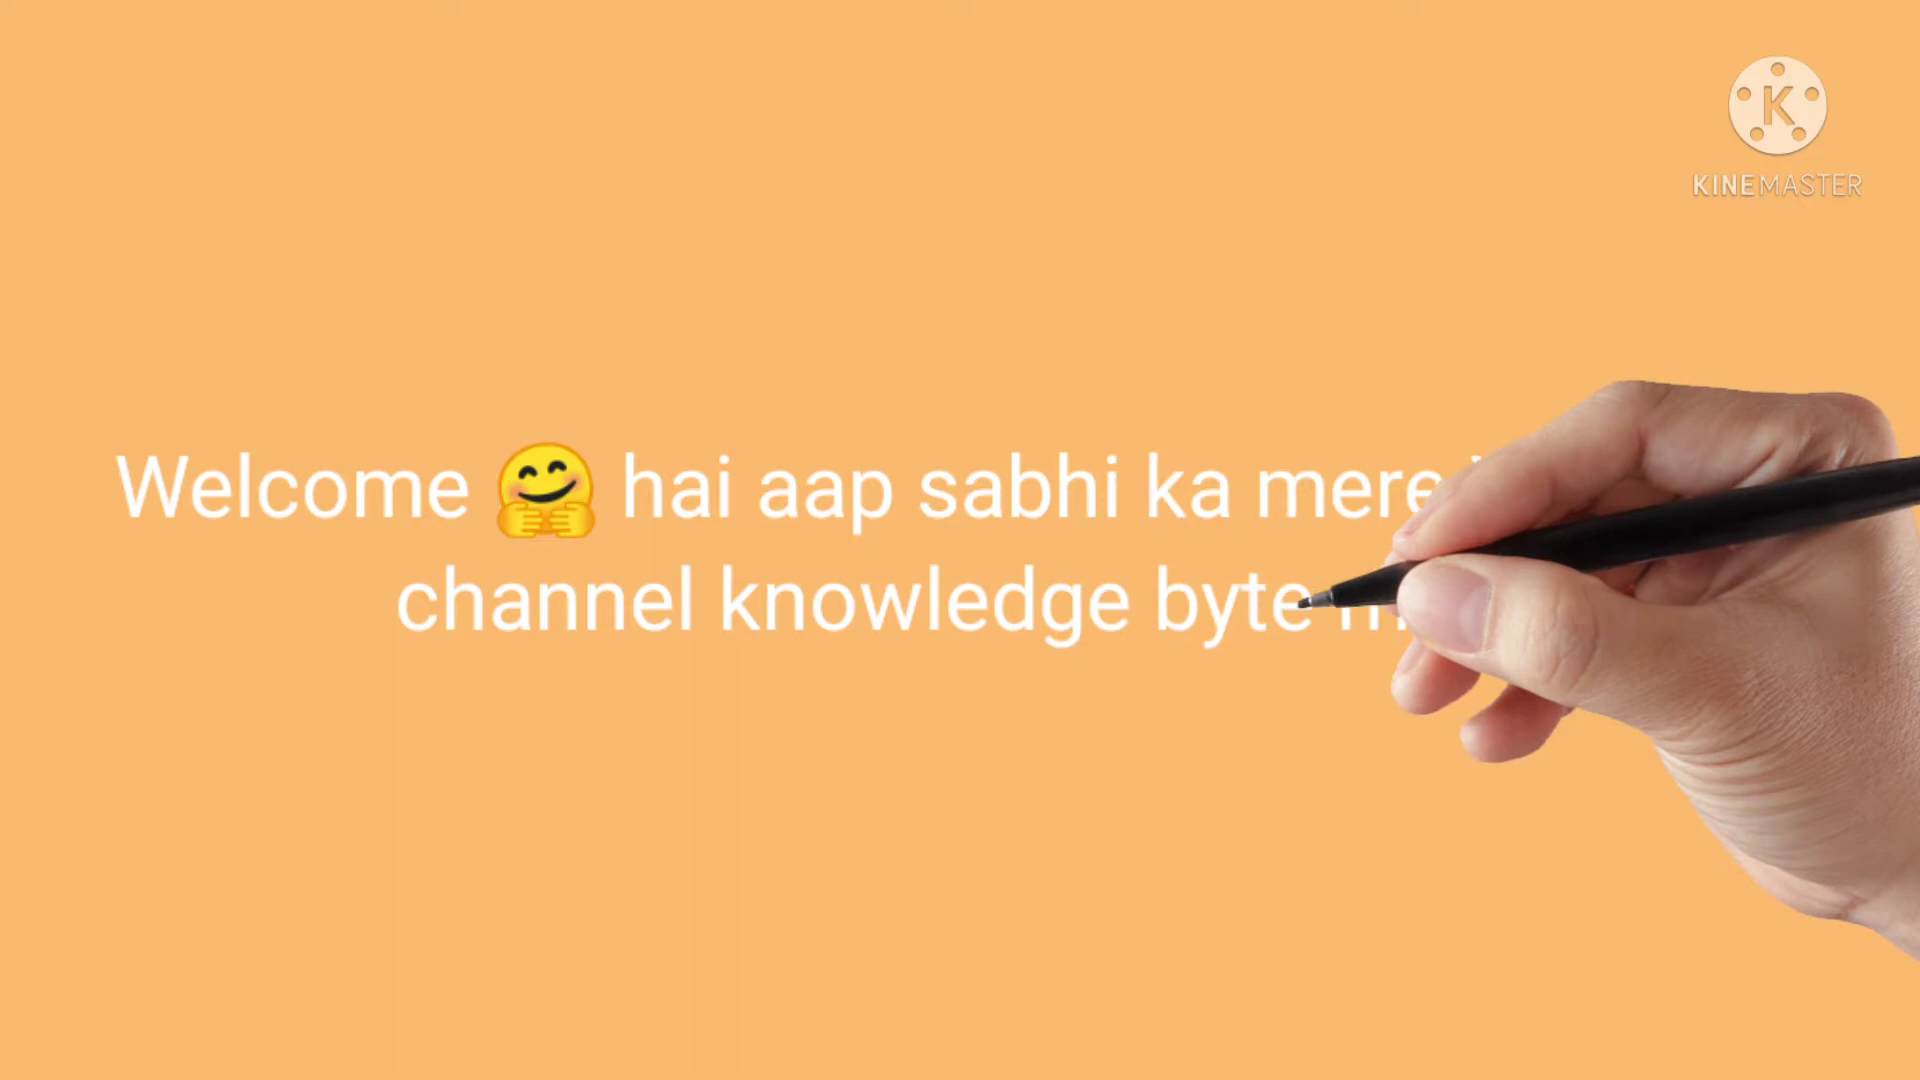 K
KINEMASTER
Welcome 🤗 hai aap sabhi ka mere
channel knowledge byte